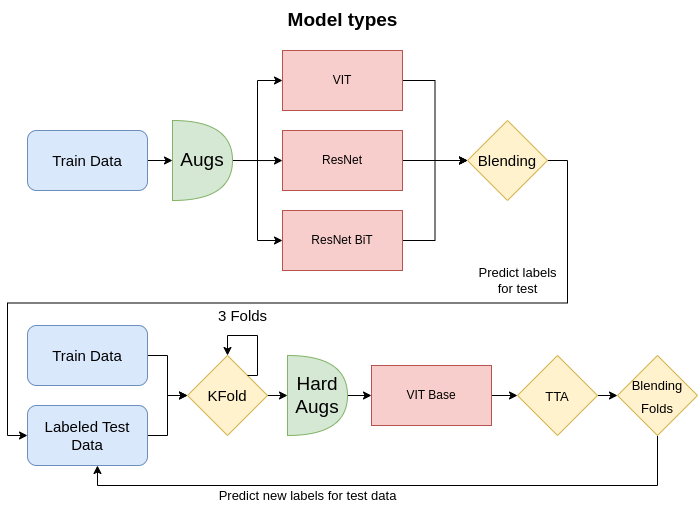 Model types
VIT
Train Data
Augs
ResNet
Blending
ResNet BiT
Predict labels
for test
3 Folds
Train Data
KFold
Hard
Augs
VIT Base
TTA
Blending
Folds
Labeled Test
Data
Predict new labels for test data